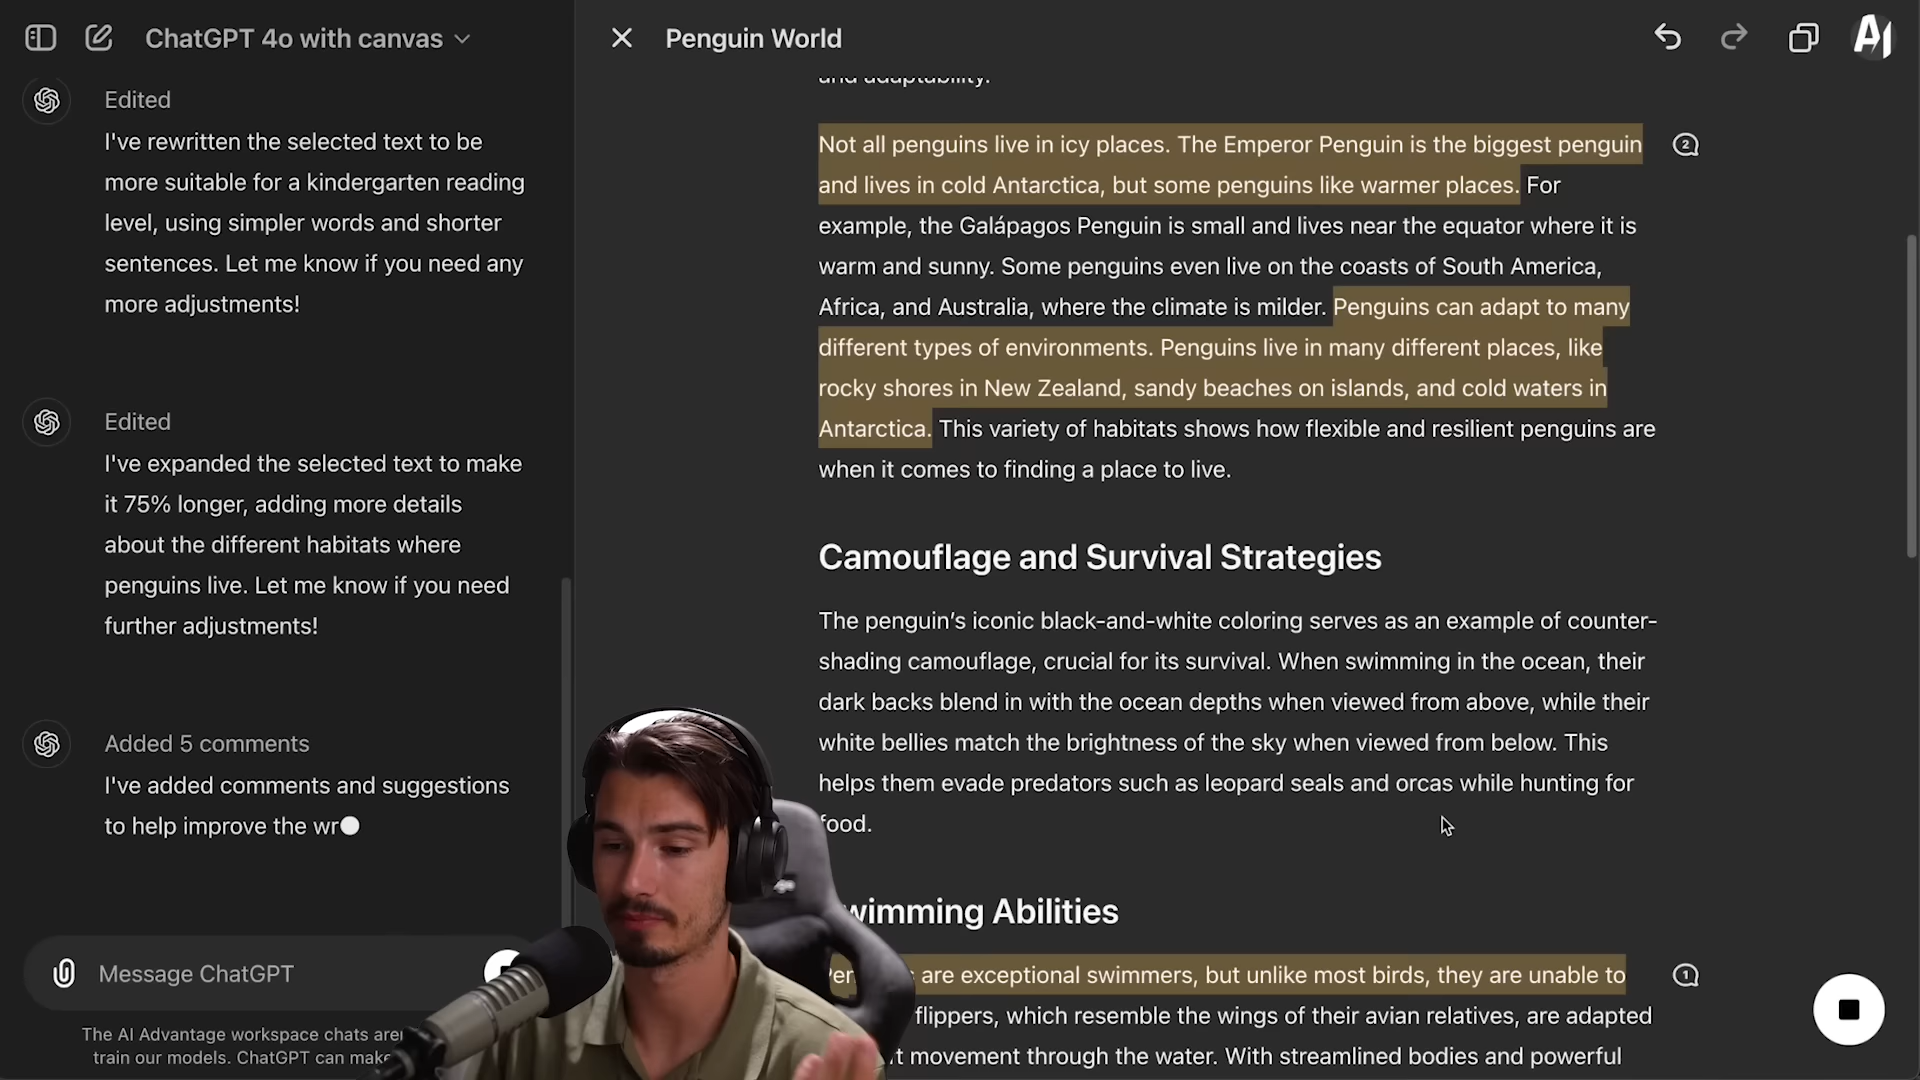 ChatGPT 4o with canvas
Edited
I've rewritten the selected text to be
more suitable for a kindergarten reading
level, using simpler words and shorter
sentences. Let me know if you need any
more adjustments!
Edited
I've expanded the selected text to make
it 75% longer, adding more details
about the different habitats where
penguins live. Let me know if you need
further adjustments!
Added 5 comments
I've added comments and suggestions
to help improve the wr
Message ChatGPT
The AI Advantage workspace chats
train our models. ChatGPT can make
Penguin World
AI
and adaptability.
Not all penguins live in icy places. The Emperor Penguin is the biggest penguin
2
and lives in cold Antarctica, but some penguins like warmer places. For
example, the Galápagos Penguin is small and lives near the equator where it is
warm and sunny. Some penguins even live on the coasts of South America,
Africa, and Australia, where the climate is milder. Penguins can adapt to many
different types of environments. Penguins live in many different places, like
rocky shores in New Zealand, sandy beaches on islands, and cold waters in
Antarctica. This variety of habitats shows how flexible and resilient penguins are
when it comes to finding a place to live.
Camouflage and Survival Strategies
The penguin’s iconic black-and-white coloring serves as an example of counter-
shading camouflage, crucial for its survival. When swimming in the ocean, their
dark backs blend in with the ocean depths when viewed from above, while their
white bellies match the brightness of the sky when viewed from below. This
helps them evade predators such as leopard seals and orcas while hunting for
food.
Swimming Abilities
are exceptional swimmers, but unlike most birds, they are unable to
1
flippers, which resemble the wings of their avian relatives, are adapted
movement through the water. With streamlined bodies and powerful